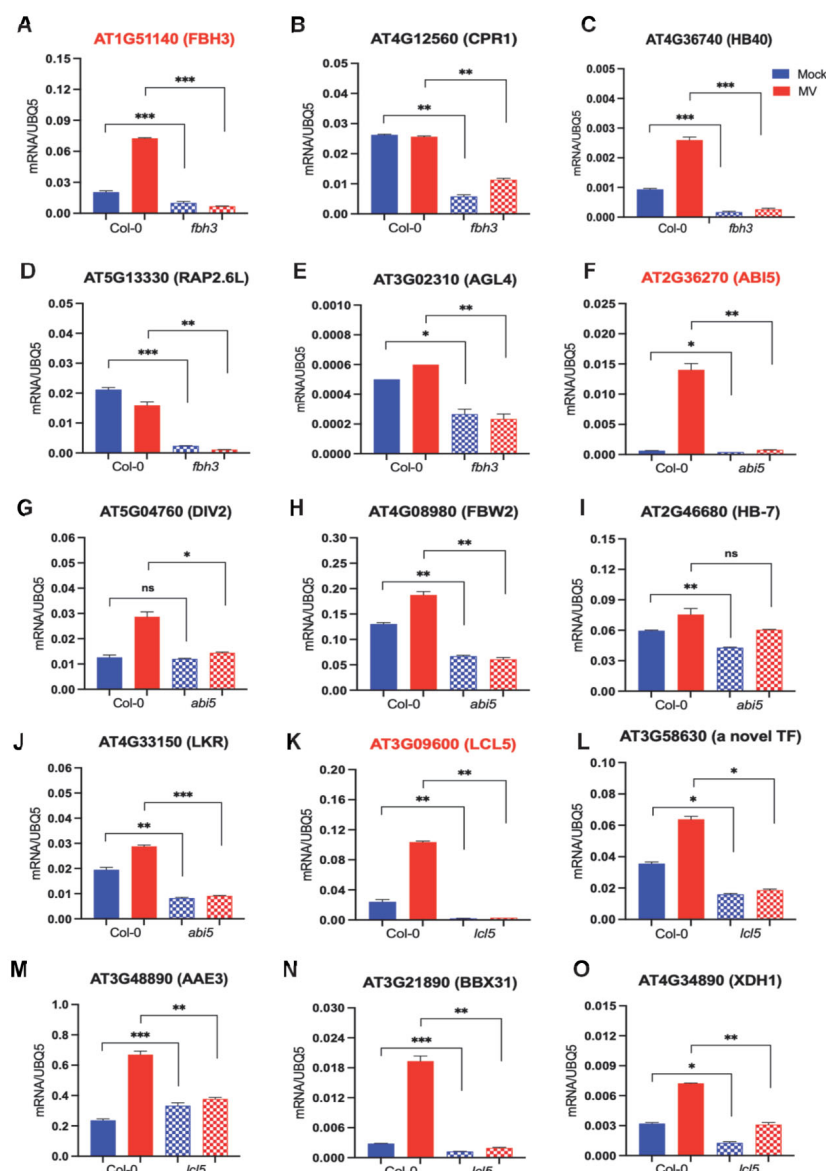 A
AT1G51140 (FBH3)
mRNA/UBQ5
0.15
0.12
0.09
0.06
0.03
0.00
***
***
Col-0 fbh3
B
AT4G12560 (CPR1)
mRNA/UBQ5
0.05
0.04
0.03
0.02
0.01
0.00
**
**
Col-0 fbh3
C
AT4G36740 (HB40)
mRNA/UBQ5
0.005
0.004
0.003
0.002
0.001
0.000
***
***
Col-0 fbh3
Mock
MV
D
AT5G13330 (RAP2.6L)
mRNA/UBQ5
0.05
0.04
0.03
0.02
0.01
0.00
**
***
Col-0 fbh3
E
AT3G02310 (AGL4)
mRNA/UBQ5
0.0010
0.0008
0.0006
0.0004
0.0002
0.0000
**
*
Col-0 fbh3
F
AT2G36270 (ABI5)
mRNA/UBQ5
0.025
0.020
0.015
0.010
0.005
0.000
**
*
Col-0 abi5
G
AT5G04760 (DIV2)
mRNA/UBQ5
0.06
0.05
0.04
0.03
0.02
0.01
0.00
*
ns
Col-0 abi5
H
AT4G08980 (FBW2)
mRNA/UBQ5
0.30
0.25
0.20
0.15
0.10
0.05
0.00
**
**
Col-0 abi5
I
AT2G46680 (HB-7)
mRNA/UBQ5
0.15
0.12
0.09
0.06
0.03
0.00
ns
**
Col-0 abi5
J
AT4G33150 (LKR)
mRNA/UBQ5
0.06
0.05
0.04
0.03
0.02
0.01
0.00
***
**
Col-0 abi5
K
AT3G09600 (LCL5)
mRNA/UBQ5
0.20
0.16
0.12
0.08
0.04
0.00
**
**
Col-0 lcl5
L
AT3G58630 (a novel TF)
mRNA/UBQ5
0.10
0.08
0.06
0.04
0.02
0.00
*
*
Col-0 lcl5
M
AT3G48890 (AAE3)
mRNA/UBQ5
1.0
0.8
0.6
0.4
0.2
0.0
**
***
Col-0 lcl5
N
AT3G21890 (BBX31)
mRNA/UBQ5
0.030
0.024
0.018
0.012
0.006
0.000
**
***
Col-0 lcl5
O
AT4G34890 (XDH1)
mRNA/UBQ5
0.015
0.012
0.009
0.006
0.003
0.000
**
*
Col-0 lcl5